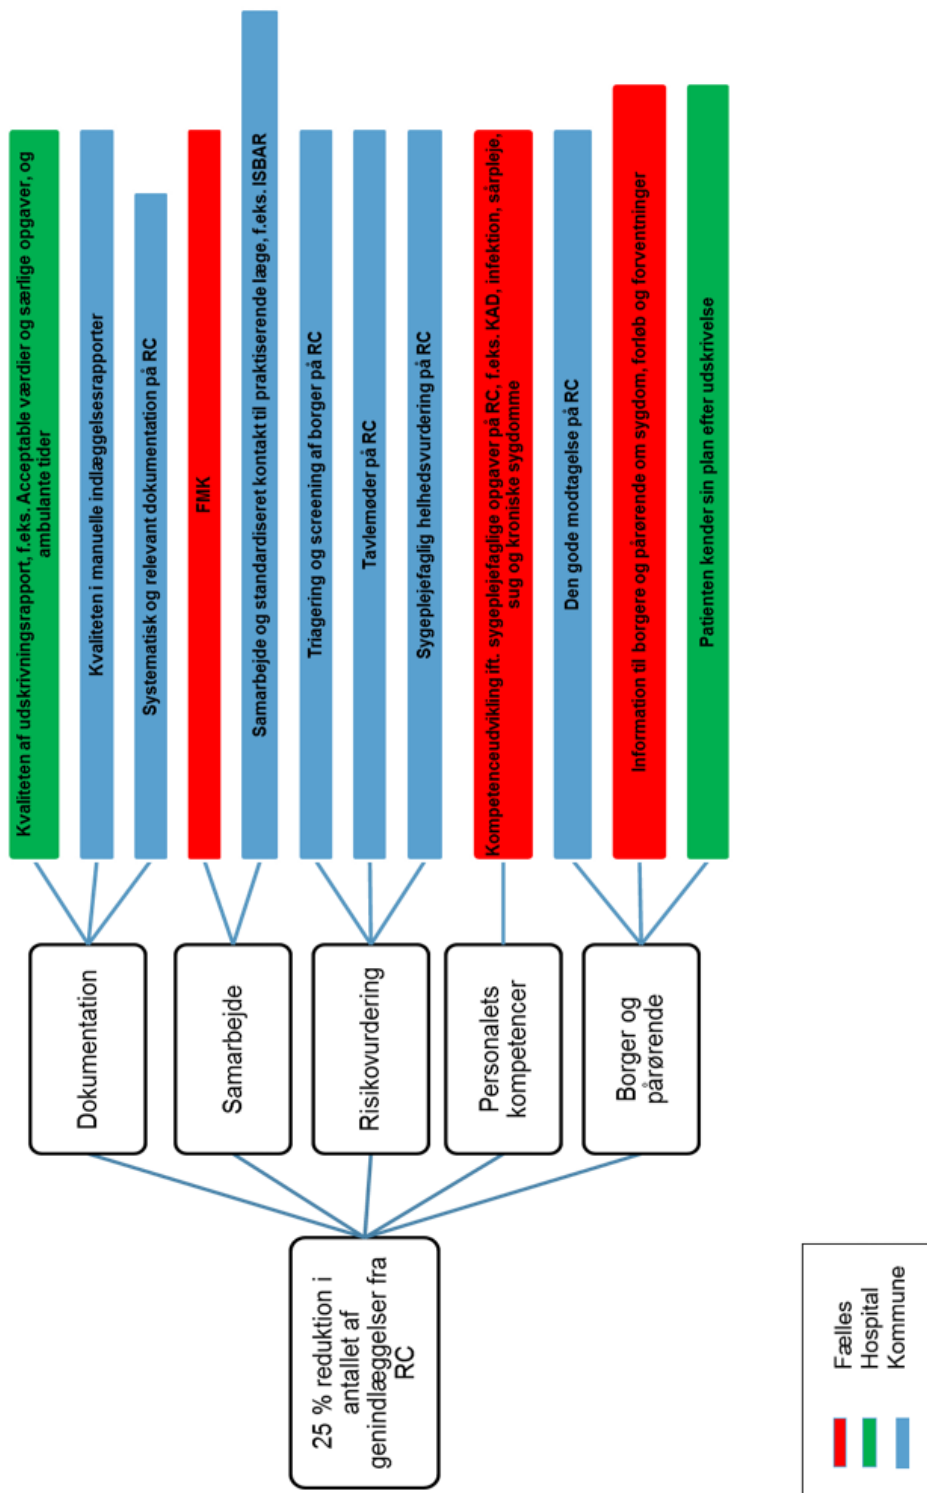 25 % reduktion i
antallet af
genindlæggelser fra
RC
Dokumentation
Samarbejde
Risikovurdering
Personalets
kompetencer
Borger og
pårørende
Kvaliteten af udskrivningsrapport, f.eks. Acceptable værdier og særlige opgaver, og
ambulante tider
Kvaliteten i manuelle indlæggelsesrapporter
Systematisk og relevant dokumentation på RC
FMK
Samarbejde og standardiseret kontakt til praktiserende læge, f.eks. ISBAR
Triagering og screening af borger på RC
Tavlemøder på RC
Sygeplejefaglig helhedsvurdering på RC
Kompetenceudvikling ift. sygeplejefaglige opgaver på RC, f.eks. KAD, infektion, sårpleje,
sug og kroniske sygdomme
Den gode modtagelse på RC
Information til borgere og pårørende om sygdom, forløb og forventninger
Patienten kender sin plan efter udskrivelse
Fælles
Hospital
Kommune